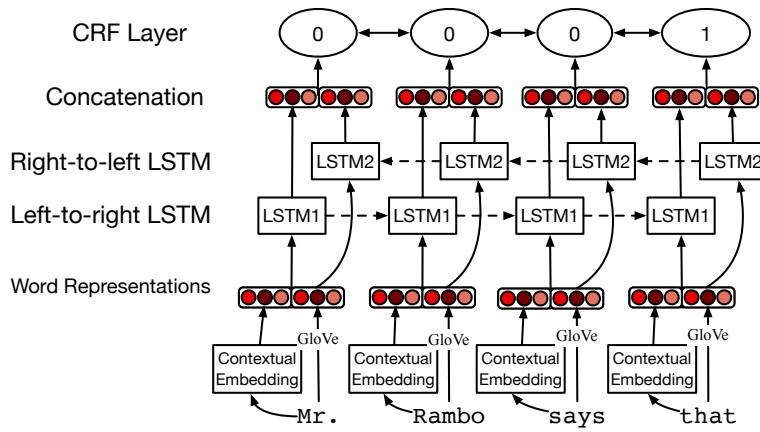 CRF Layer 0 0 0 1
Concatenation
Right-to-left LSTM LSTM2 LSTM2 LSTM2 LSTM2
Left-to-right LSTM LSTM1 LSTM1 LSTM1 LSTM1
Word Representations
GloVe GloVe GloVe GloVe
Contextual Contextual Contextual Contextual
Embedding Embedding Embedding Embedding
Mr. Rambo says that